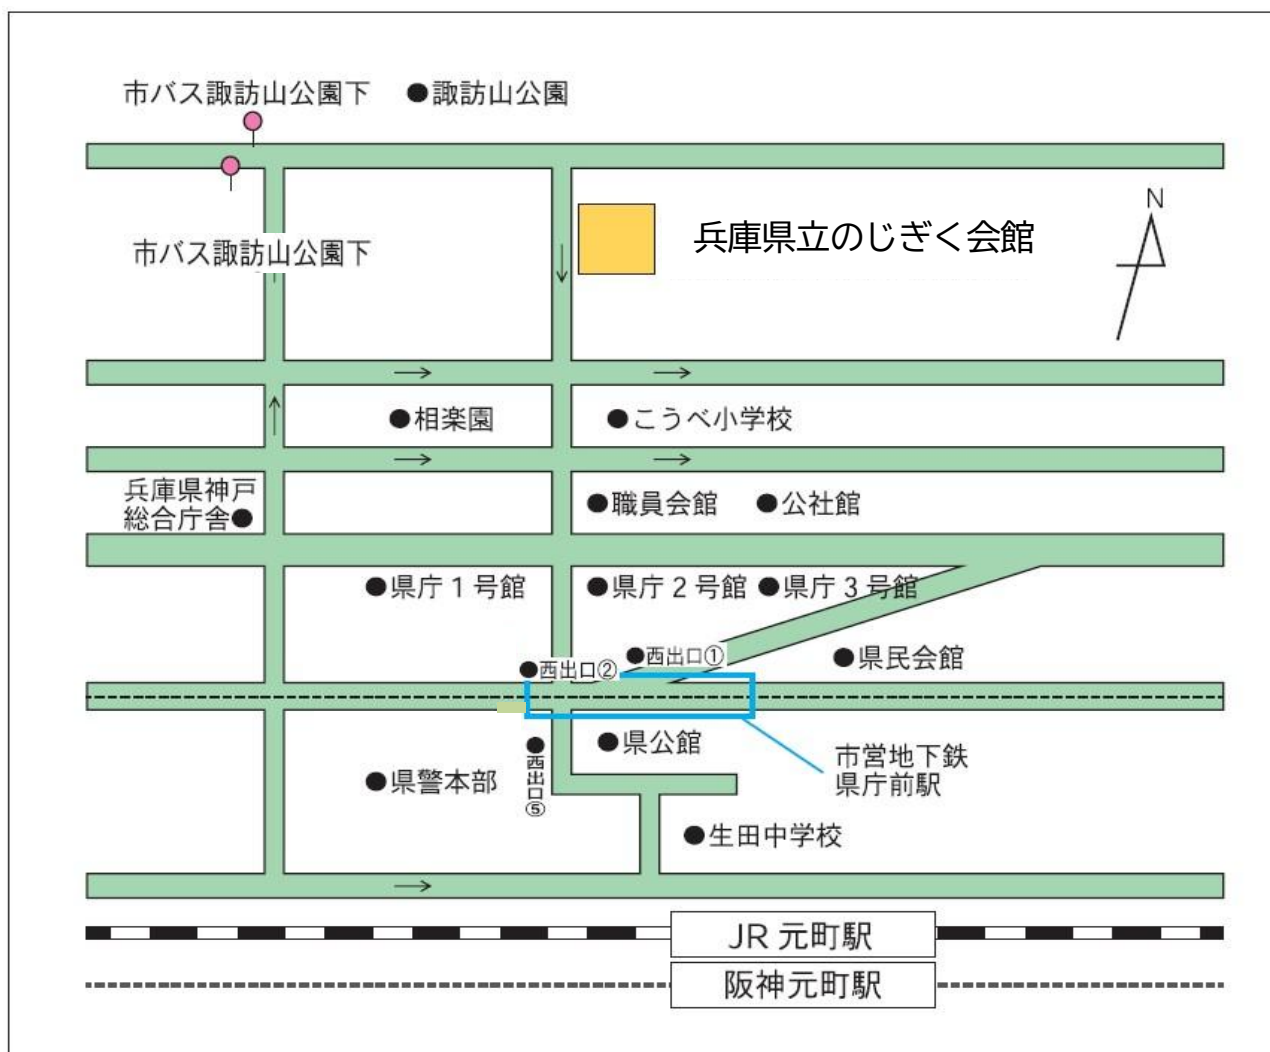 市バス諏訪山公園下
●諏訪山公園
N
兵庫県立のじぎく会館
市バス諏訪山公園下
●相楽園
●こうべ小学校
兵庫県神戸
総合庁舎●
●職員会館
●公社館
●県庁1号館
●県庁2号館
●県庁3号館
●西出口①
●西出口②
●県民会館
●県公館
●西出口⑤
市営地下鉄
県庁前駅
●県警本部
●生田中学校
JR 元町駅
阪神元町駅